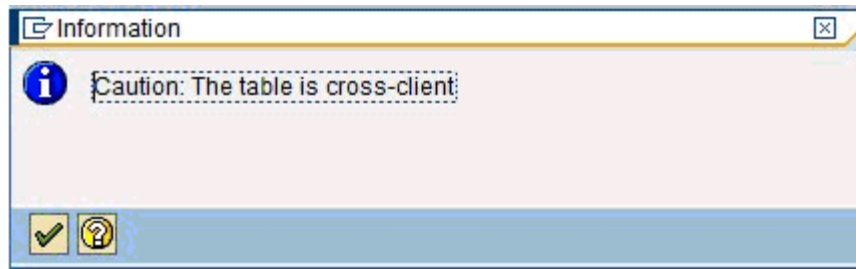 Information
Caution: The table is cross-client